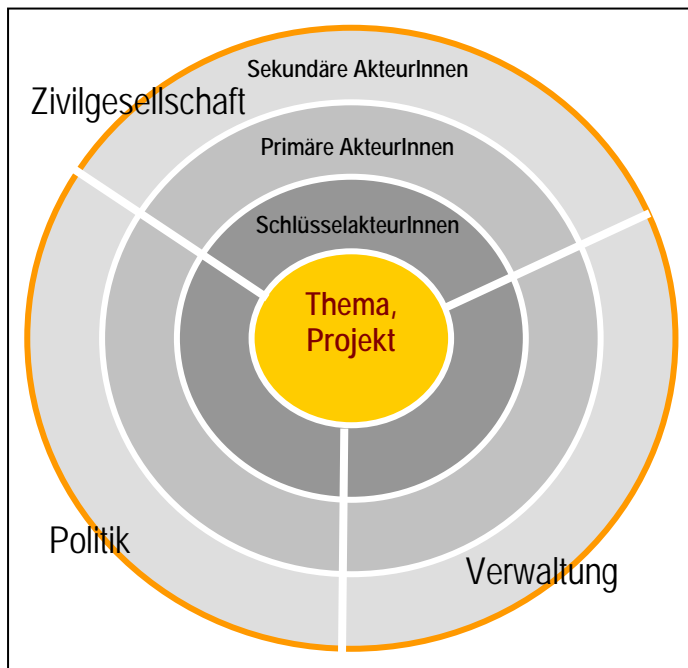 Sekundäre AkteurInnen
Zivilgesellschaft
Primäre AkteurInnen
SchlüsselakteurInnen
Thema,
Projekt
Politik
Verwaltung